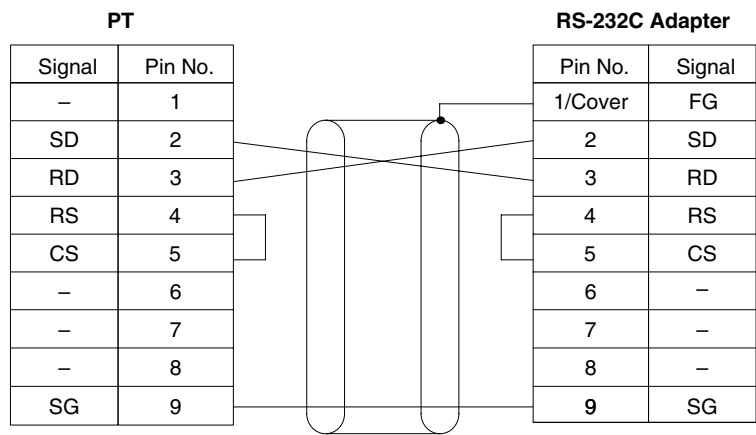 PT RS-232C Adapter
Signal Pin No. Pin No. Signal
– 1 1/Cover FG
SD 2 2 SD
RD 3 3 RD
RS 4 4 RS
CS 5 5 CS
– 6 6 –
– 7 7 –
– 8 8 –
SG 9 9 SG